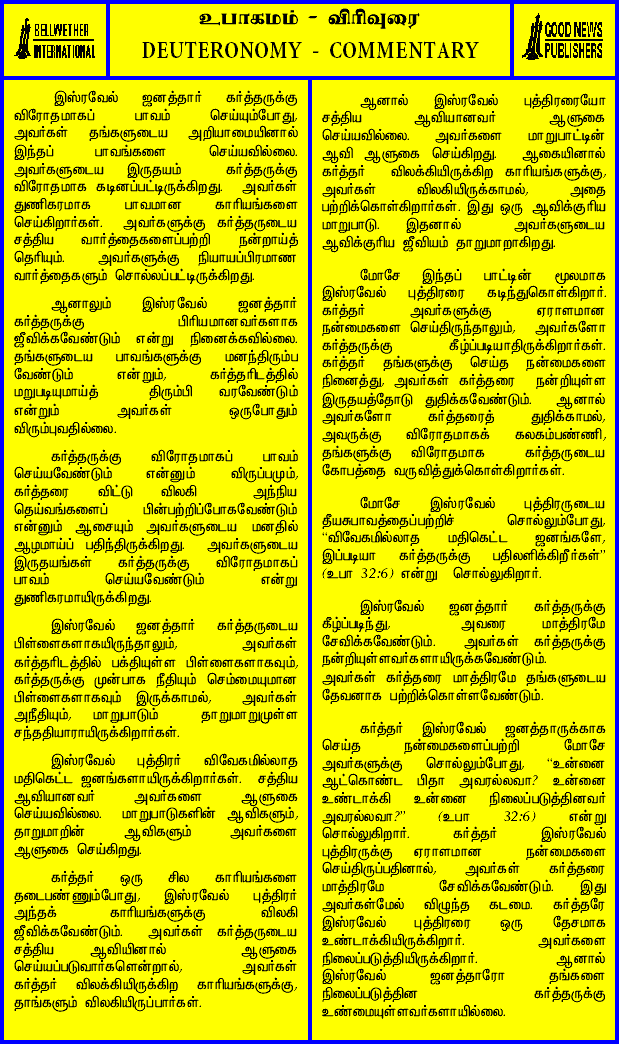 BELLWETHER
INTERNATIONAL
உபாகமம் - விரிவுரை
DEUTERONOMY - COMMENTARY
GOOD NEWS
PUBLISHERS
இஸ்ரவேல் ஜனத்தார் கர்த்தருக்கு
விரோதமாகப் பாவம் செய்யும்போது,
அவர்கள் தங்களுடைய அறியாமையினால்
இந்தப் பாவங்களை செய்யவில்லை.
அவர்களுடைய இருதயம் கர்த்தருக்கு
விரோதமாக கடினப்பட்டிருக்கிறது. அவர்கள்
துணிகரமாக பாவமான காரியங்களை
செய்கிறார்கள். அவர்களுக்கு கர்த்தருடைய
சத்திய வார்த்தைகளைப்பற்றி நன்றாய்த்
தெரியும். அவர்களுக்கு நியாயப்பிரமாண
வார்த்தைகளும் சொல்லப்பட்டிருக்கிறது.
ஆனாலும் இஸ்ரவேல் ஜனத்தார்
கர்த்தருக்கு பிரியமானவர்களாக
ஜீவிக்கவேண்டும் என்று நினைக்கவில்லை.
தங்களுடைய பாவங்களுக்கு மனந்திரும்ப
வேண்டும் என்றும், கர்த்தரிடத்தில்
மறுபடியுமாய்த் திரும்பி வரவேண்டும்
என்றும் அவர்கள் ஒருபோதும்
விரும்புவதில்லை.
கர்த்தருக்கு விரோதமாகப் பாவம்
செய்யவேண்டும் என்னும் விருப்பமும்,
கர்த்தரை விட்டு விலகி அந்நிய
தெய்வங்களைப் பின்பற்றிப்போகவேண்டும்
என்னும் ஆசையும் அவர்களுடைய மனதில்
ஆழமாய்ப் பதிந்திருக்கிறது. அவர்களுடைய
இருதயங்கள் கர்த்தருக்கு விரோதமாகப்
பாவம் செய்யவேண்டும் என்று
துணிகரமாயிருக்கிறது.
இஸ்ரவேல் ஜனத்தார் கர்த்தருடைய
பிள்ளைகளாகயிருந்தாலும், அவர்கள்
கர்த்தரிடத்தில் பக்தியுள்ள பிள்ளைகளாகவும்,
கர்த்தருக்கு முன்பாக நீதியும் செம்மையுமான
பிள்ளைகளாகவும் இருக்காமல், அவர்கள்
அநீதியும், மாறுபாடும் தாறுமாறுமுள்ள
சந்ததியாராயிருக்கிறார்கள்.
இஸ்ரவேல் புத்திரர் விவேகமில்லாத
மதிகெட்ட ஜனங்களாயிருக்கிறார்கள். சத்திய
ஆவியானவர் அவர்களை ஆளுகை
செய்யவில்லை. மாறுபாடுகளின் ஆவிகளும்,
தாறுமாறின் ஆவிகளும் அவர்களை
ஆளுகை செய்கிறது.
கர்த்தர் ஒரு சில காரியங்களை
தடைபண்ணும்போது, இஸ்ரவேல் புத்திரர்
அந்தக் காரியங்களுக்கு விலகி
ஜீவிக்கவேண்டும். அவர்கள் கர்த்தருடைய
சத்திய ஆவியினால் ஆளுகை
செய்யப்படுவார்களென்றால், அவர்கள்
கர்த்தர் விலக்கியிருக்கிற காரியங்களுக்கு,
தாங்களும் விலகியிருப்பார்கள்.
ஆனால் இஸ்ரவேல் புத்திரரையோ
சத்திய ஆவியானவர் ஆளுகை
செய்யவில்லை. அவர்களை மாறுபாட்டின்
ஆவி ஆளுகை செய்கிறது. ஆகையினால்
கர்த்தர் விலக்கியிருக்கிற காரியங்களுக்கு,
அவர்கள் விலகியிருக்காமல், அதை
பற்றிக்கொள்கிறார்கள். இது ஒரு ஆவிக்குரிய
மாறுபாடு. இதனால் அவர்களுடைய
ஆவிக்குரிய ஜீவியம் தாறுமாறாகிறது.
மோசே இந்தப் பாட்டின் மூலமாக
இஸ்ரவேல் புத்திரரை கடிந்துகொள்கிறார்.
கர்த்தர் அவர்களுக்கு ஏராளமான
நன்மைகளை செய்திருந்தாலும், அவர்களோ
கர்த்தருக்கு கீழ்ப்படியாதிருக்கிறார்கள்.
கர்த்தர் தங்களுக்கு செய்த நன்மைகளை
நினைத்து, அவர்கள் கர்த்தரை நன்றியுள்ள
இருதயத்தோடு துதிக்கவேண்டும். ஆனால்
அவர்களோ கர்த்தரைத் துதிக்காமல்,
அவருக்கு விரோதமாகக் கலகம்பண்ணி,
தங்களுக்கு விரோதமாக கர்த்தருடைய
கோபத்தை வருவித்துக்கொள்கிறார்கள்.
மோசே இஸ்ரவேல் புத்திரருடைய
தீயசுபாவத்தைப்பற்றிச் சொல்லும்போது,
“விவேகமில்லாத மதிகெட்ட ஜனங்களே,
இப்படியா கர்த்தருக்கு பதிலளிக்கிறீர்கள்”
(உபா 32:6) என்று சொல்லுகிறார்.
இஸ்ரவேல் ஜனத்தார் கர்த்தருக்கு
கீழ்ப்படிந்து, அவரை மாத்திரமே
சேவிக்கவேண்டும். அவர்கள் கர்த்தருக்கு
நன்றியுள்ளவர்களாயிருக்கவேண்டும்.
அவர்கள் கர்த்தரை மாத்திரமே தங்களுடைய
தேவனாக பற்றிக்கொள்ளவேண்டும்.
கர்த்தர் இஸ்ரவேல் ஜனத்தாருக்காக
செய்த நன்மைகளைப்பற்றி மோசே
அவர்களுக்கு சொல்லும்போது, “உன்னை
ஆட்கொண்ட பிதா அவரல்லவா? உன்னை
உண்டாக்கி உன்னை நிலைப்படுத்தினவர்
அவரல்லவா?” (உபா 32:6) என்று
சொல்லுகிறார். கர்த்தர் இஸ்ரவேல்
புத்திரருக்கு ஏராளமான நன்மைகளை
செய்திருப்பதினால், அவர்கள் கர்த்தரை
மாத்திரமே சேவிக்கவேண்டும். இது
அவர்கள்மேல் விழுந்த கடமை. கர்த்தரே
இஸ்ரவேல் புத்திரரை ஒரு தேசமாக
உண்டாக்கியிருக்கிறார். அவர்களை
நிலைப்படுத்தியிருக்கிறார். ஆனால்
இஸ்ரவேல் ஜனத்தாரோ தங்களை
நிலைப்படுத்தின கர்த்தருக்கு
உண்மையுள்ளவர்களாயில்லை.